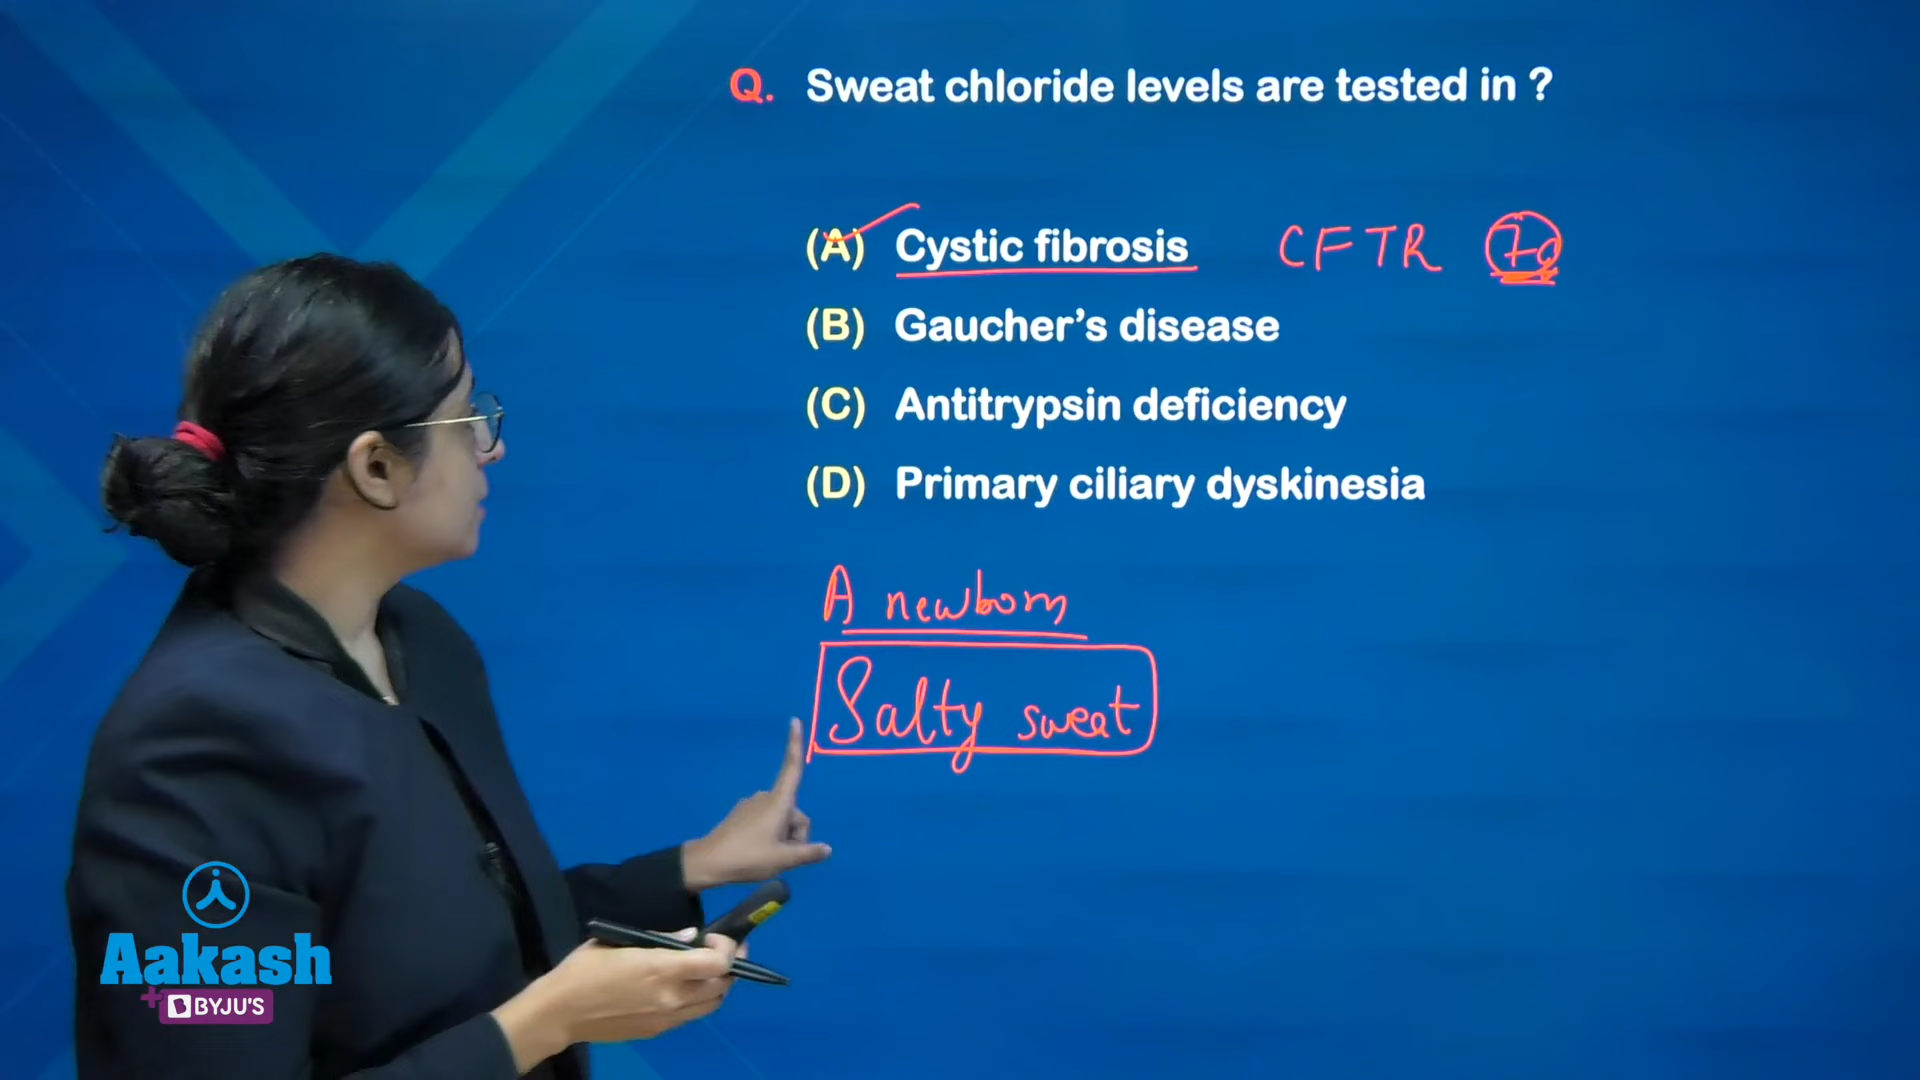 Q. Sweat chloride levels are tested in ?
(A) Cystic fibrosis CFTR 7q
(B) Gaucher’s disease
(C) Antitrypsin deficiency
(D) Primary ciliary dyskinesia
A newborn
Salty sweat
Aakash
+ BYJU'S